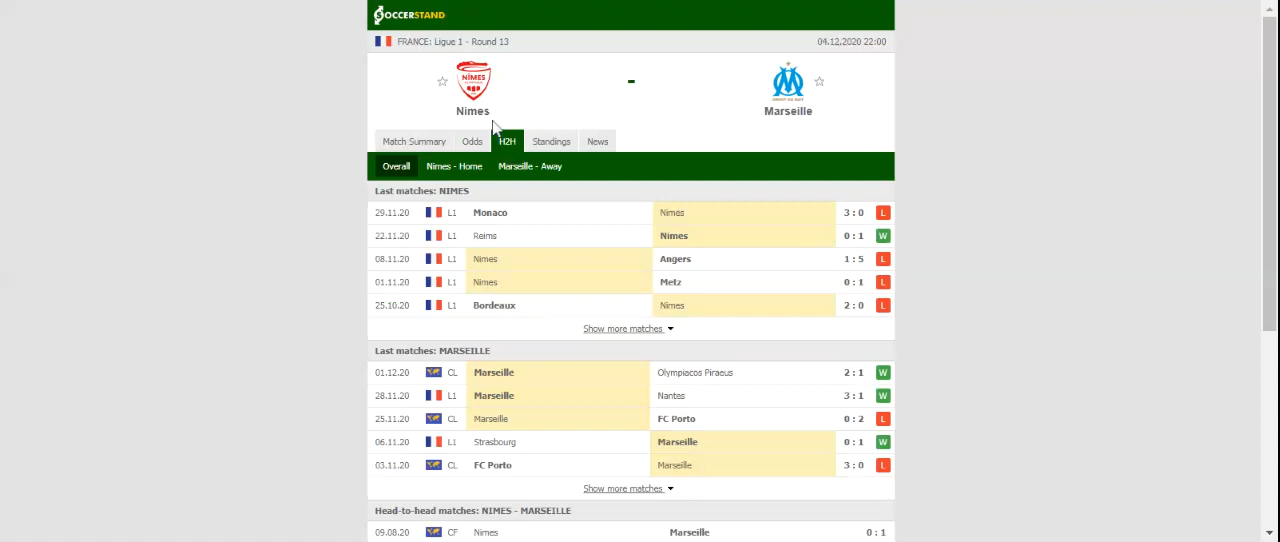 SOCCERSTAND
FRANCE: Ligue 1 - Round 13 04.12.2020 22:00
NÎMES
-
Nimes Marseille
Match Summary Odds H2H Standings News
Overall Nimes - Home Marseille - Away
Last matches: NIMES
29.11.20 L1 Monaco Nimes 3 : 0 L
22.11.20 L1 Reims Nimes 0 : 1 W
08.11.20 L1 Nimes Angers 1 : 5 L
01.11.20 L1 Nimes Metz 0 : 1 L
25.10.20 L1 Bordeaux Nimes 2 : 0 L
Show more matches
Last matches: MARSEILLE
01.12.20 CL Marseille Olympiacos Piraeus 2 : 1 W
28.11.20 L1 Marseille Nantes 3 : 1 W
25.11.20 CL Marseille FC Porto 0 : 2 L
06.11.20 L1 Strasbourg Marseille 0 : 1 W
03.11.20 CL FC Porto Marseille 3 : 0 L
Show more matches
Head-to-head matches: NIMES - MARSEILLE
09.08.20 CF Nimes Marseille 0 : 1